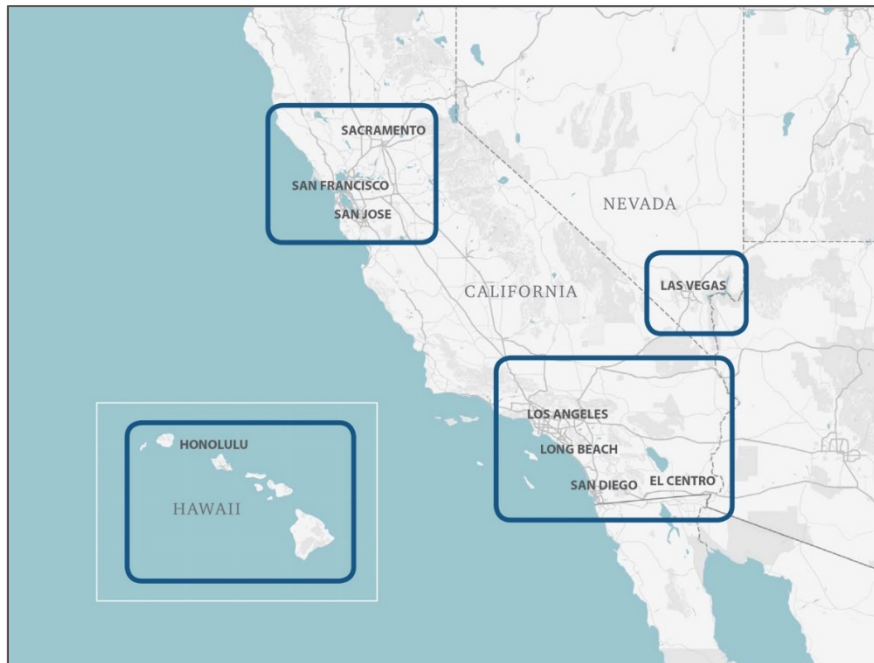 SACRAMENTO
SAN FRANCISCO
SAN JOSE
NEVADA
LAS VEGAS
CALIFORNIA
LOS ANGELES
LONG BEACH
SAN DIEGO
EL CENTRO
HONOLULU
HAWAII